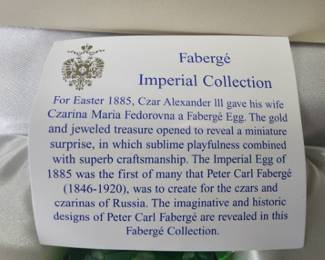 Fabergé
Imperial Collection
For Easter 1885, Czar Alexander lll gave his wife
Czarina Maria Fedorovna a Fabergé Egg. The gold
and jeweled treasure opened to reveal a miniature
surprise, in which sublime playfulness combined
with superb craftsmanship. The Imperial Egg of
1885 was the first of many that Peter Carl Fabergé
(1846-1920), was to create for the czars and
czarinas of Russia. The imaginative and historic
designs of Peter Carl Fabergé are revealed in this
Fabergé Collection.